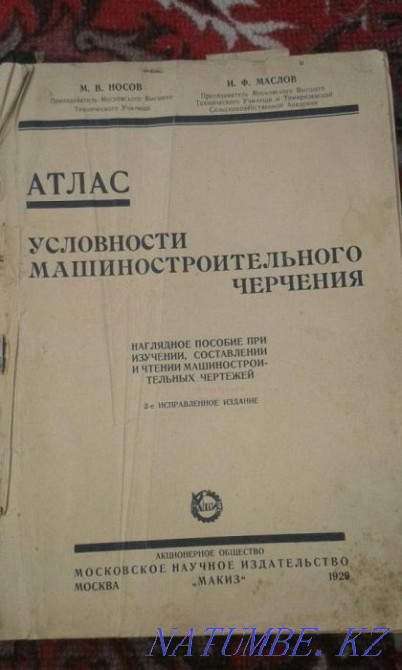 М. В. НОСОВ
Преподаватель Московского Высшего
Технического Училища
И. Ф. МАСЛОВ
Преподаватель Московского Высшего
Технического Училища и Тимирязевской
Сельскохозяйственной Академии
АТЛАС
УСЛОВНОСТИ
МАШИНОСТРОИТЕЛЬНОГО
ЧЕРЧЕНИЯ
НАГЛЯДНОЕ ПОСОБИЕ ПРИ
ИЗУЧЕНИИ, СОСТАВЛЕНИИ
И ЧТЕНИИ МАШИНОСТРОИ-
ТЕЛЬНЫХ ЧЕРТЕЖЕЙ
2-е ИСПРАВЛЕННОЕ ИЗДАНИЕ
АКЦИОНЕРНОЕ ОБЩЕСТВО
МОСКОВСКОЕ НАУЧНОЕ ИЗДАТЕЛЬСТВО
МОСКВА „МАКИЗ" 1929
NATUMBE. KZ